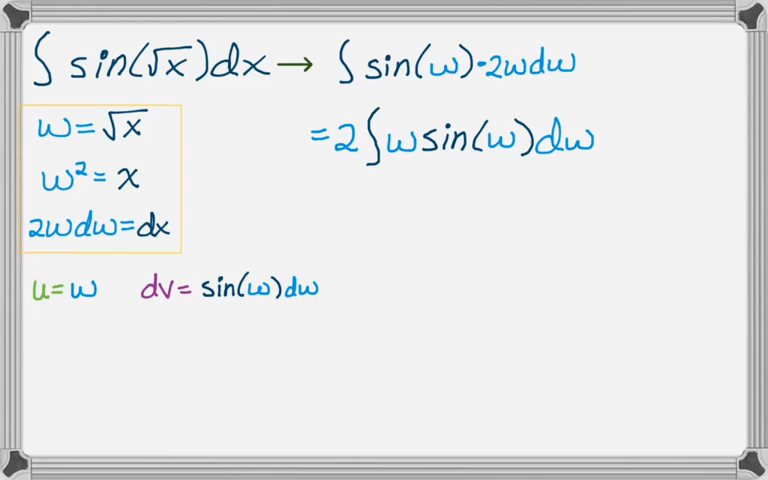 ∫ sin(√x)dx → ∫ sin(w)·2wdw
w = √x
= 2∫wsin(w)dw
w² = x
2wdw = dx
u = w dv = sin(w)dw